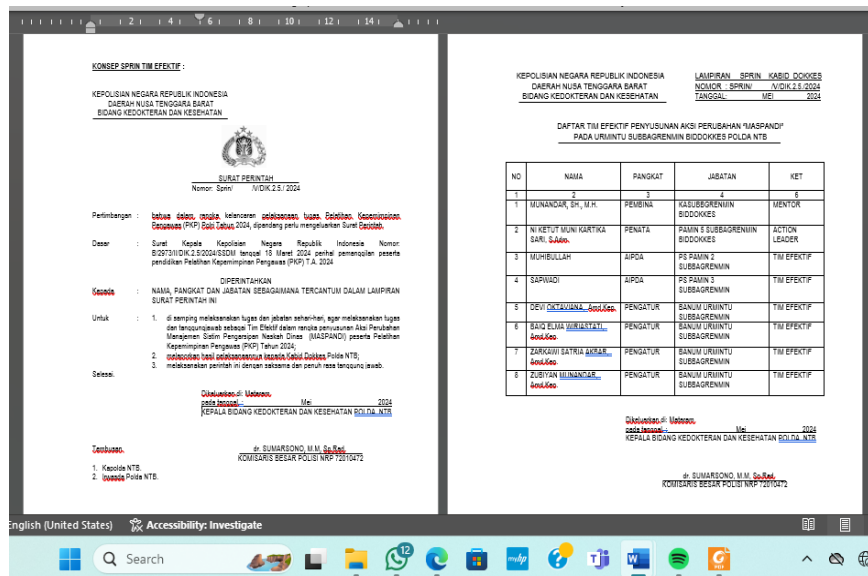 2 4 6 8 10 12 14
KONSEP SPRIN TIM EFEKTIF :
KEPOLISIAN NEGARA REPUBLIK INDONESIA
DAERAH NUSA TENGGARA BARAT
BIDANG KEDOKTERAN DAN KESEHATAN
SURAT PERINTAH
Nomor: Sprin/ /V/DIK.2.5./ 2024
Pertimbangan : bahwa dalam rangka kelancaran pelaksanaan tugas Pelatihan Kepemimpinan
Pengawas (PKP) Polri Tahun 2024, dipandang perlu mengeluarkan Surat Perintah.
Dasar : Surat Kepala Kepolisian Negara Republik Indonesia Nomor:
B/2973/II/DIK.2.5/2024/SSDM tanggal 18 Maret 2024 perihal pemanggilan peserta
pendidikan Pelatihan Kepemimpinan Pengawas (PKP) T.A. 2024
DIPERINTAHKAN
Kepada : NAMA, PANGKAT DAN JABATAN SEBAGAIMANA TERCANTUM DALAM LAMPIRAN
SURAT PERINTAH INI
Untuk : 1. di samping melaksanakan tugas dan jabatan sehari-hari, agar melaksanakan tugas
dan tanggungjawab sebagai Tim Efektif dalam rangka penyusunan Aksi Perubahan
Manajemen Sistim Pengarsipan Naskah Dinas (MASPANDI) peserta Pelatihan
Kepemimpinan Pengawas (PKP) Tahun 2024;
2. melaporkan hasil pelaksanaannya kepada Kabid Dokkes Polda NTB;
3. melaksanakan perintah ini dengan saksama dan penuh rasa tanggung jawab.
Selesai.
Dikeluarkan di: Mataram
pada tanggal : Mei 2024
KEPALA BIDANG KEDOKTERAN DAN KESEHATAN POLDA NTB
Tembusan
dr. SUMARSONO, M.M, Sp.Rad.
KOMISARIS BESAR POLISI NRP 72010472
1. Kapolda NTB.
2. Irwasda Polda NTB.
KEPOLISIAN NEGARA REPUBLIK INDONESIA
DAERAH NUSA TENGGARA BARAT
BIDANG KEDOKTERAN DAN KESEHATAN
LAMPIRAN SPRIN KABID DOKKES
NOMOR : SPRIN/ /V/DIK.2.5./2024
TANGGAL: MEI 2024
DAFTAR TIM EFEKTIF PENYUSUNAN AKSI PERUBAHAN "MASPANDI"
PADA URMINTU SUBBAGRENMIN BIDDOKKES POLDA NTB
NO NAMA PANGKAT JABATAN KET
1 2 3 4 6
1 MUNANDAR, SH., M.H. PEMBINA KASUBBGRENMIN MENTOR
BIDDOKKES
2 NI KETUT MUNI KARTIKA PENATA PAMIN 5 SUBBAGRENMIN ACTION
SARI, S.Adm. BIDDOKKES LEADER
3 MUHIBULLAH AIPDA PS PAMIN 2 TIM EFEKTIF
SUBBAGRENMIN
4 SAPWADI AIPDA PS PAMIN 3 TIM EFEKTIF
SUBBAGRENMIN
5 DEVI OKTAVIANA, Amd.Kep. PENGATUR BANUM URMINTU TIM EFEKTIF
SUBBAGRENMIN
6 BAIQ ELMA WIRIASTATI, PENGATUR BANUM URMINTU TIM EFEKTIF
Amd.Kep. SUBBAGRENMIN
7 ZARKAWI SATRIA AKBAR, PENGATUR BANUM URMINTU TIM EFEKTIF
Amd.Kep. SUBBAGRENMIN
8 ZUBIYAN MUNANDAR, PENGATUR BANUM URMINTU TIM EFEKTIF
Amd.Kep. SUBBAGRENMIN
Dikeluarkan di: Mataram
pada tanggal : Mei 2024
KEPALA BIDANG KEDOKTERAN DAN KESEHATAN POLDA NTB
dr. SUMARSONO, M.M, Sp.Rad.
KOMISARIS BESAR POLISI NRP 72010472
English (United States) Accessibility: Investigate
Search
12
myhp